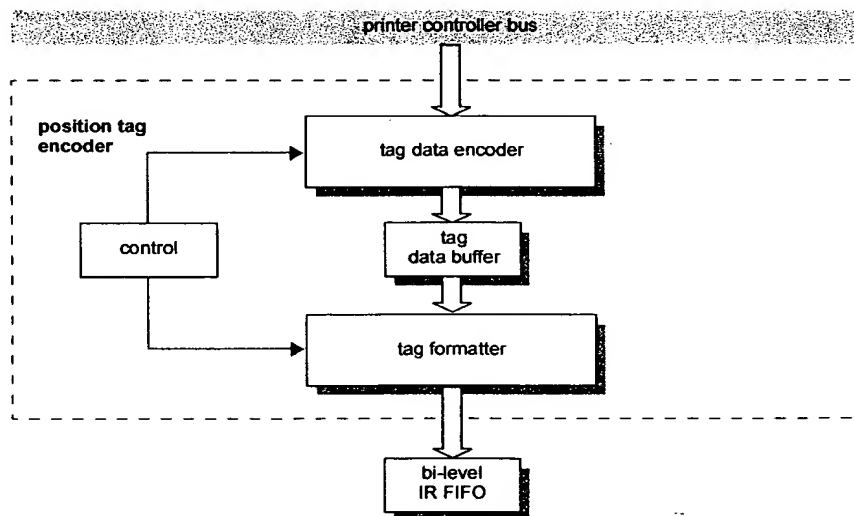 printer controller bus
position tag
encoder
tag data encoder
control
tag
data buffer
tag formatter
bi-level
IR FIFO